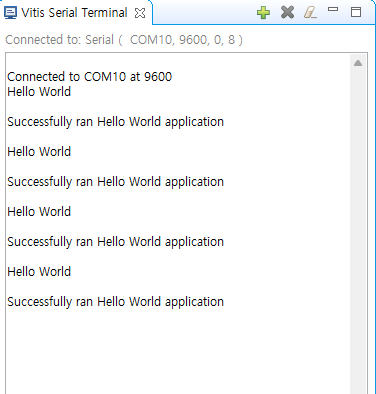 Vitis Serial Terminal
Connected to: Serial ( COM10, 9600, 0, 8 )
Connected to COM10 at 9600
Hello World
Successfully ran Hello World application
Hello World
Successfully ran Hello World application
Hello World
Successfully ran Hello World application
Hello World
Successfully ran Hello World application